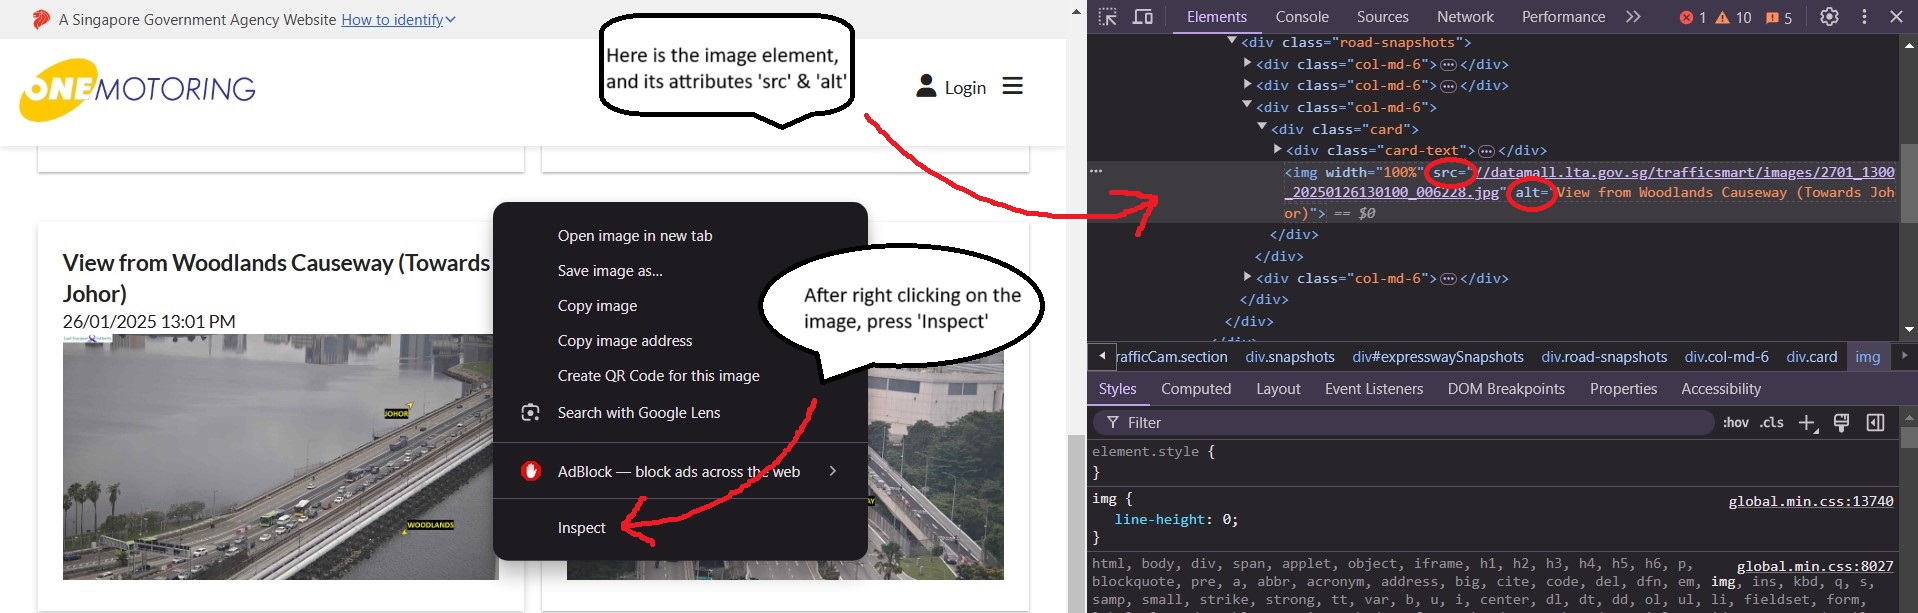 A Singapore Government Agency Website How to identify
ONE MOTORING
Login
Here is the image element,
and its attributes 'src' & 'alt'
View from Woodlands Causeway (Towards
Johor)
26/01/2025 13:01 PM
JOHOR
WOODLANDS
Open image in new tab
Save image as...
Copy image
Copy image address
Create QR Code for this image
Search with Google Lens
AdBlock — block ads across the web
Inspect
After right clicking on the
image, press 'Inspect'
Elements Console Sources Network Performance 1 10 5
<div class="road-snapshots">
<div class="col-md-6"> </div>
<div class="col-md-6"> </div>
<div class="col-md-6">
<div class="card">
<div class="card-text"> </div>
<img width="100%" src="//datamall.lta.gov.sg/trafficsmart/images/2701_1300
_20250126130100_006228.jpg" alt="View from Woodlands Causeway (Towards Joh
or)"> == $0
</div>
</div>
<div class="col-md-6"> </div>
</div>
</div>
rafficCam.section div.snapshots div#expresswaySnapshots div.road-snapshots div.col-md-6 div.card img
Styles Computed Layout Event Listeners DOM Breakpoints Properties Accessibility
Filter :hov .cls
element.style {
}
img { global.min.css:13740
line-height: 0;
}
html, body, div, span, applet, object, iframe, h1, h2, h3, h4, h5, h6, p, global.min.css:8027
blockquote, pre, a, abbr, acronym, address, big, cite, code, del, dfn, em, img, ins, kbd, q, s,
samp, small, strike, strong, tt, var, b, u, i, center, dl, dt, dd, ol, ul, li, fieldset, form,